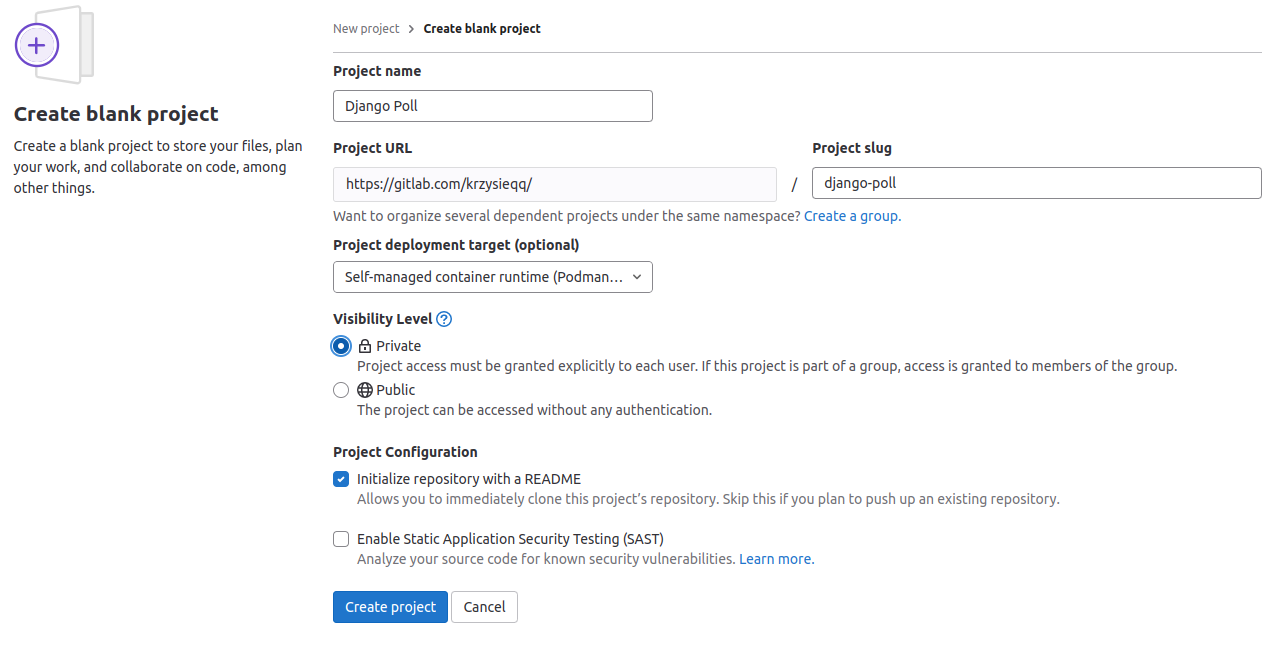 Create blank project
Create a blank project to store your files, plan
your work, and collaborate on code, among
other things.
New project > Create blank project
Project name
Django Poll
Project URL
Project slug
https://gitlab.com/krzysieqq/ / django-poll
Want to organize several dependent projects under the same namespace? Create a group.
Project deployment target (optional)
Self-managed container runtime (Podman…
Visibility Level ?
Private
Project access must be granted explicitly to each user. If this project is part of a group, access is granted to members of the group.
Public
The project can be accessed without any authentication.
Project Configuration
Initialize repository with a README
Allows you to immediately clone this project’s repository. Skip this if you plan to push up an existing repository.
Enable Static Application Security Testing (SAST)
Analyze your source code for known security vulnerabilities. Learn more.
Create project Cancel